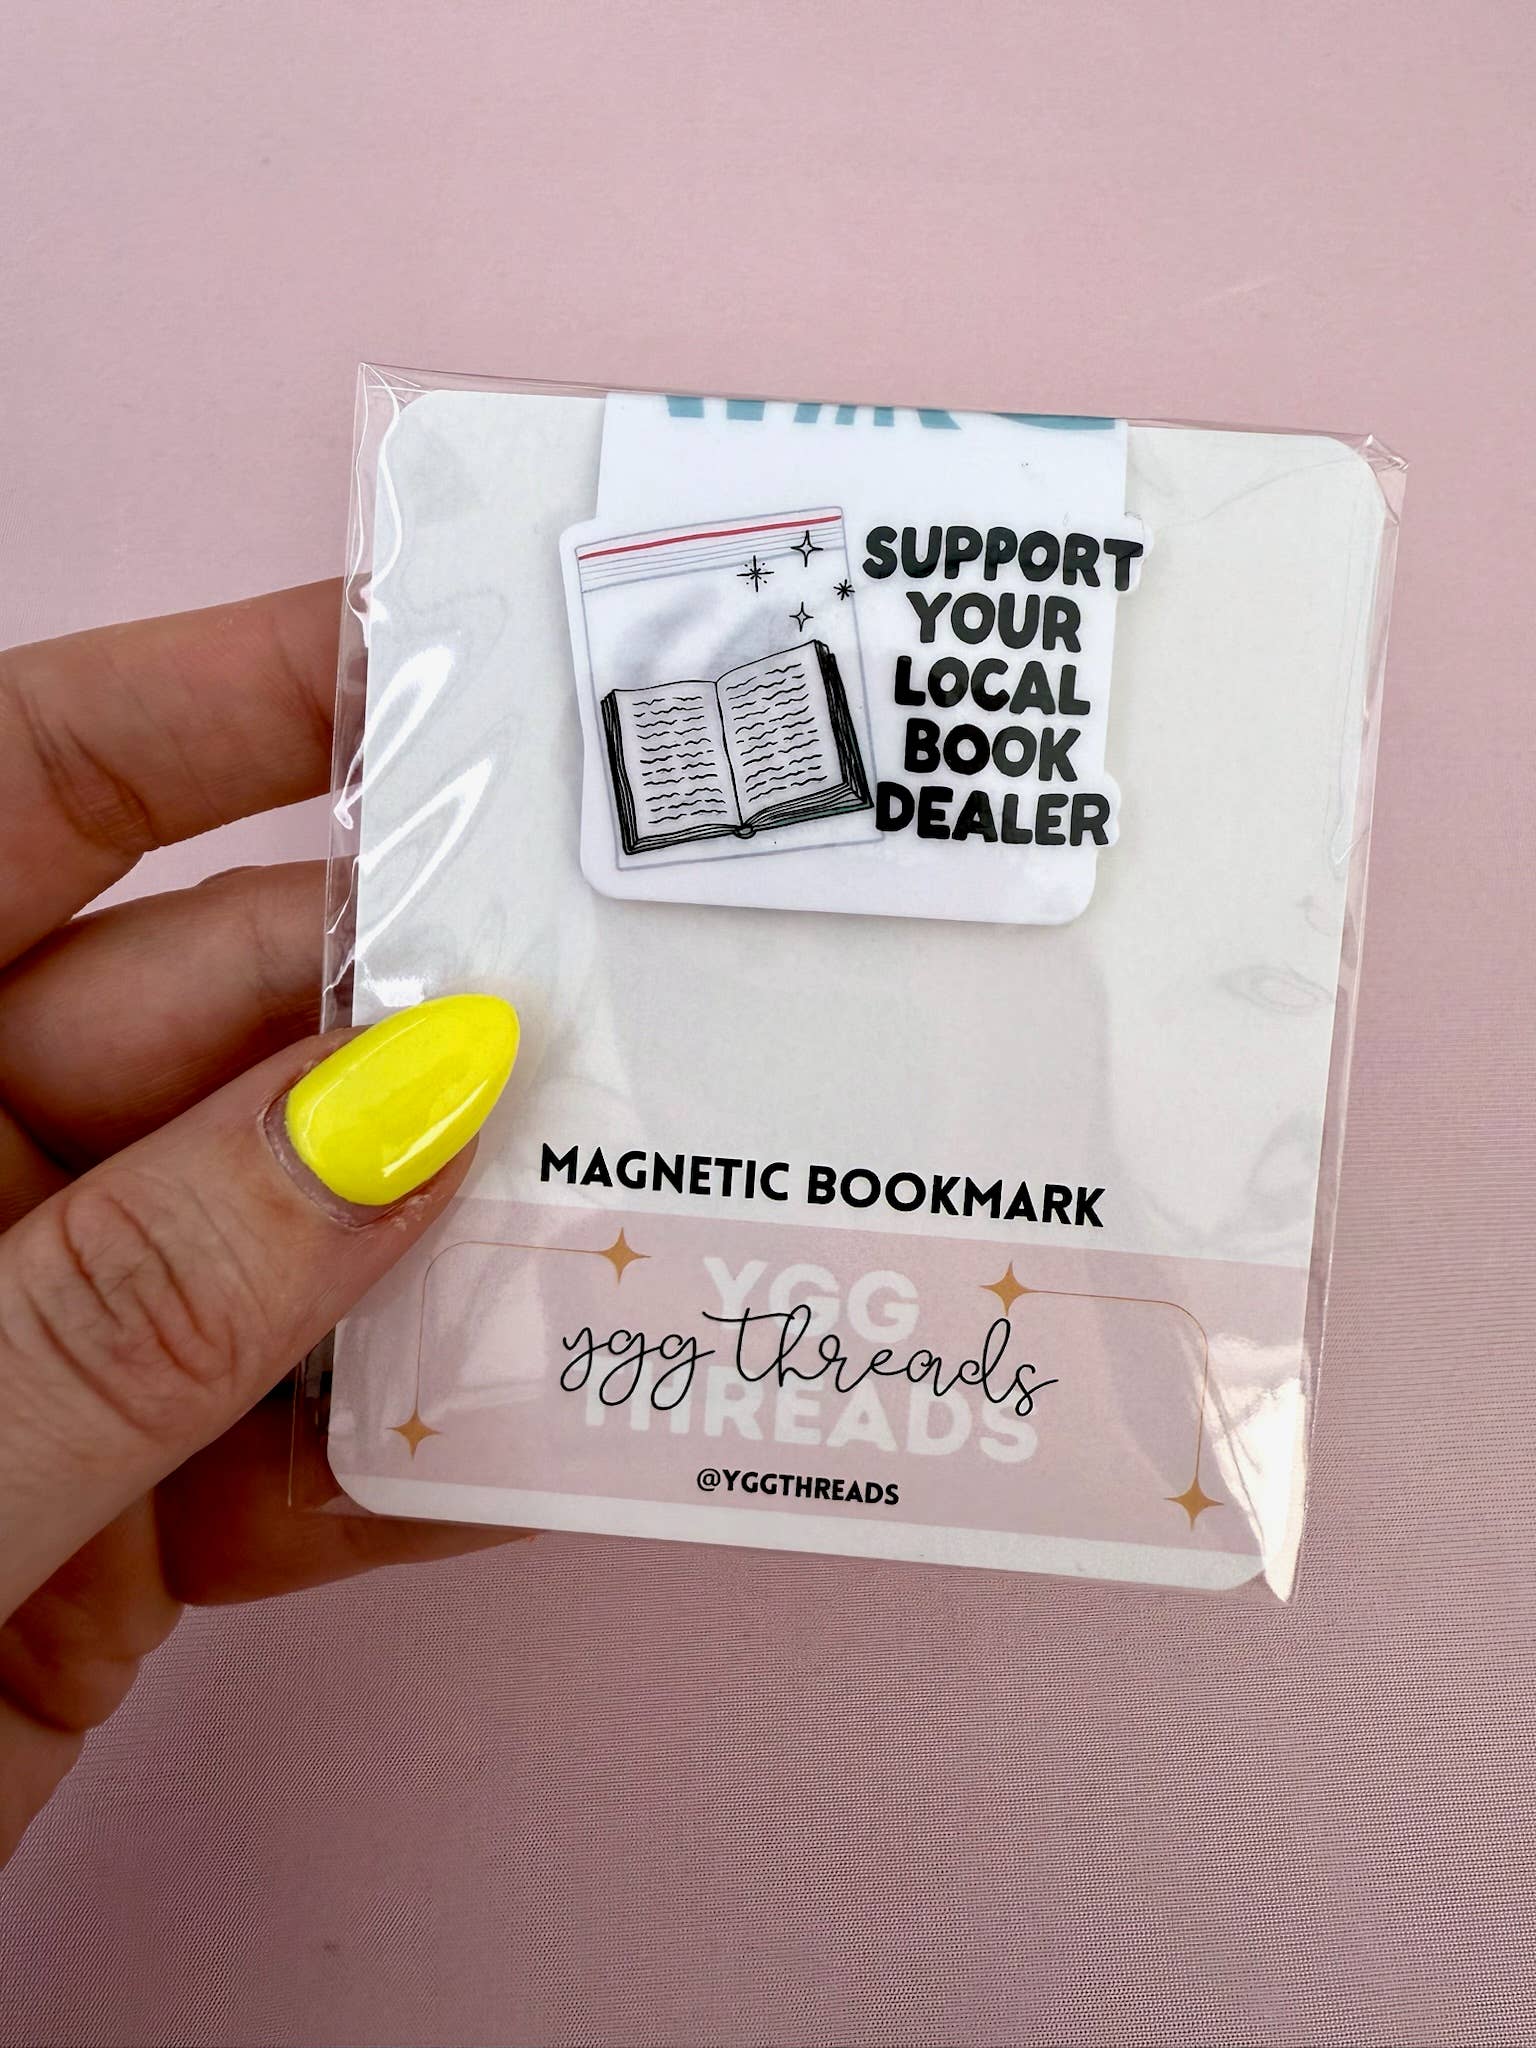 SUPPORT
YOUR
LOCAL
BOOK
DEALER
MAGNETIC BOOKMARK
YGG
ygg threads
THREADS
@YGGTHREADS